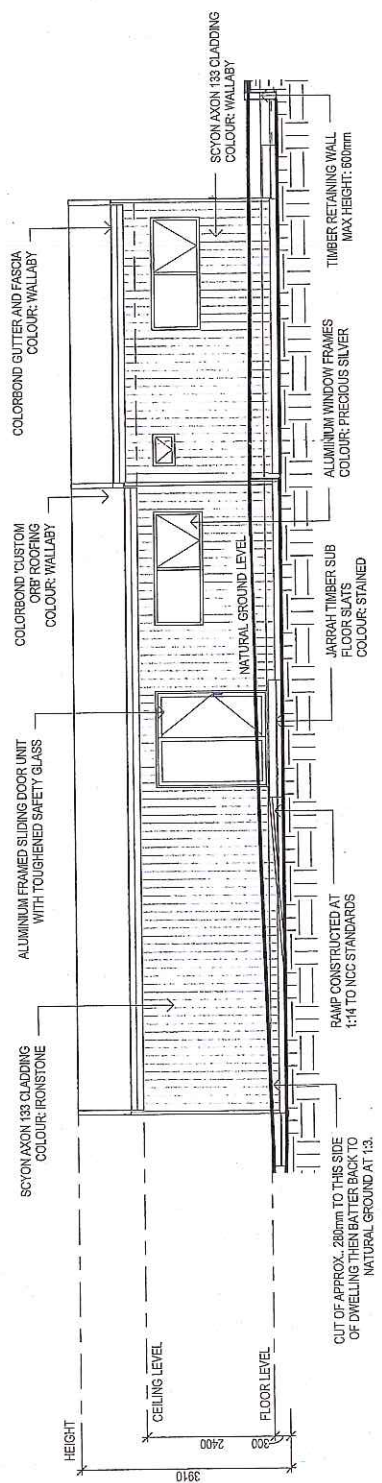 SCYON AXON 133 CLADDING
COLOUR: IRONSTONE
ALUMINIUM FRAMED SLIDING DOOR UNIT
WITH TOUGHENED SAFETY GLASS
COLORBOND 'CUSTOM
ORB' ROOFING
COLOUR: WALLABY
COLORBOND GUTTER AND FASCIA
COLOUR: WALLABY
SCYON AXON 133 CLADDING
COLOUR: WALLABY
HEIGHT
CEILING LEVEL
FLOOR LEVEL
3910
2400
300
NATURAL GROUND LEVEL
CUT OF APPROX.. 280mm TO THIS SIDE
OF DWELLING THEN BATTER BACK TO
NATURAL GROUND AT 1:3.
RAMP CONSTRUCTED AT
1:14 TO NCC STANDARDS
JARRAH TIMBER SUB
FLOOR SLATS
COLOUR: STAINED
ALUMINIUM WINDOW FRAMES
COLOUR: PRECIOUS SILVER
TIMBER RETAINING WALL
MAX HEIGHT: 600mm